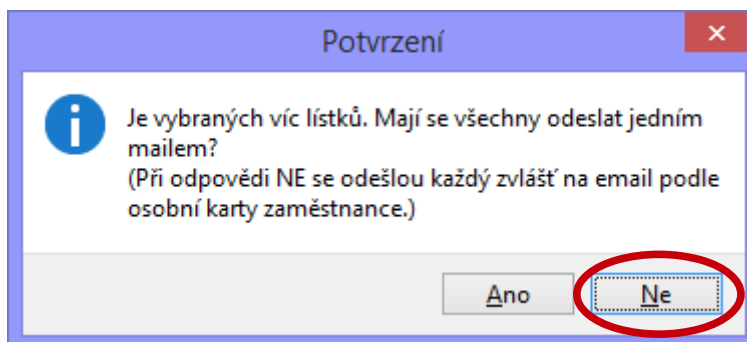 Potvrzení
Je vybraných víc lístků. Mají se všechny odeslat jedním
mailem?
(Při odpovědi NE se odešlou každý zvlášť na email podle
osobní karty zaměstnance.)
Ano
Ne